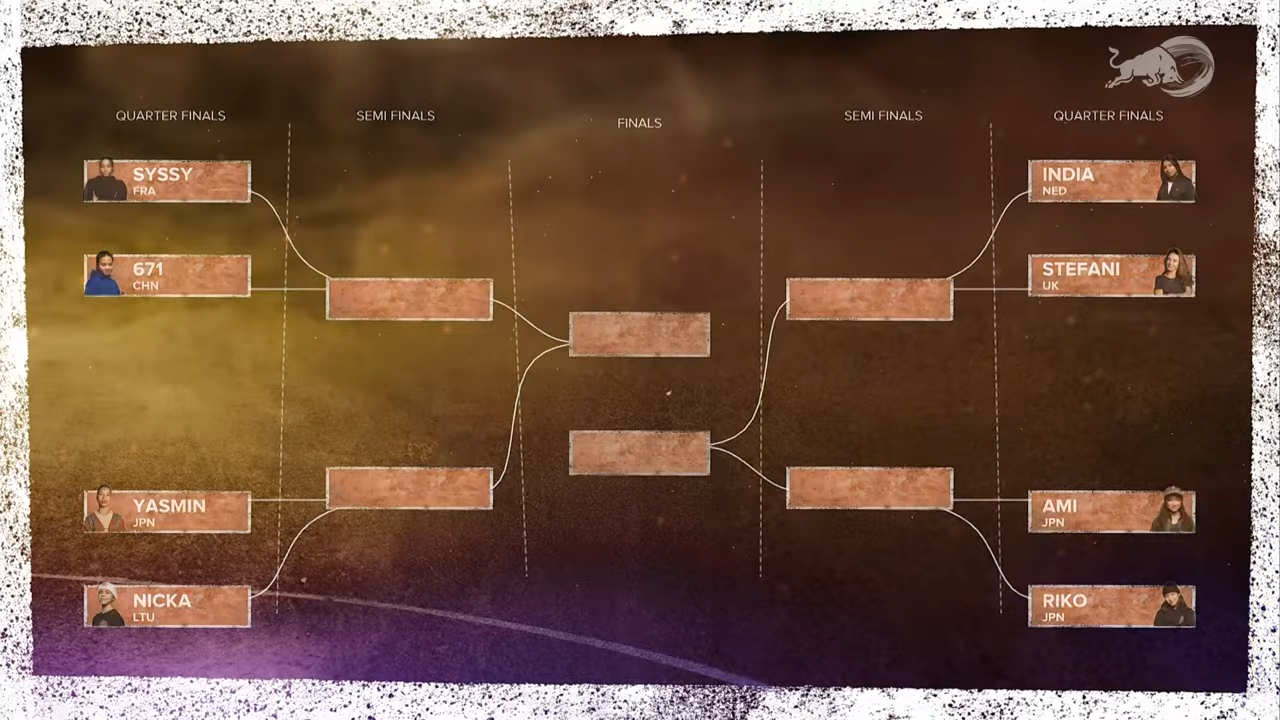 QUARTER FINALS
SEMI FINALS
FINALS
SEMI FINALS
QUARTER FINALS
SYSSY
FRA
671
CHN
YASMIN
JPN
NICKA
LTU
INDIA
NED
STEFANI
UK
AMI
JPN
RIKO
JPN